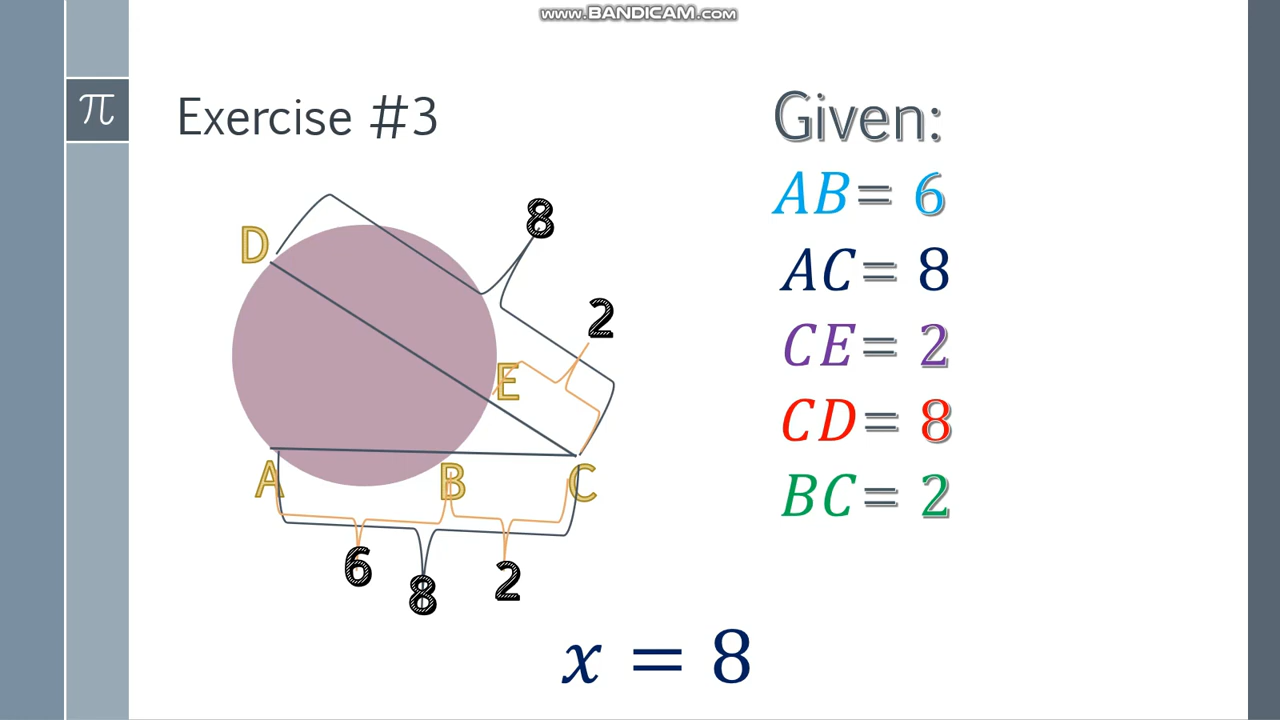 www.BANDICAM.com
π
Exercise #3
Given:
AB= 6
AC= 8
CE= 2
CD= 8
BC= 2
8
D
2
E
A
B
C
6
8
2
x = 8